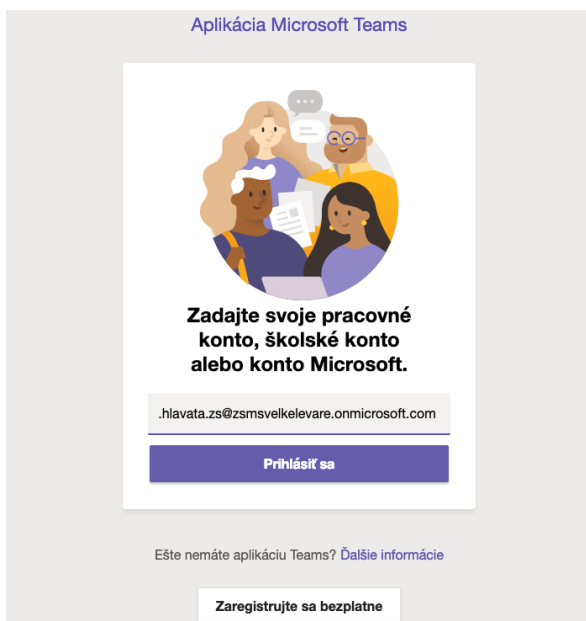 Aplikácia Microsoft Teams
Zadajte svoje pracovné
konto, školské konto
alebo konto Microsoft.
.hlavata.zs@zsmsvelkelevare.onmicrosoft.com
Prihlásiť sa
Ešte nemáte aplikáciu Teams? Ďalšie informácie
Zaregistrujte sa bezplatne